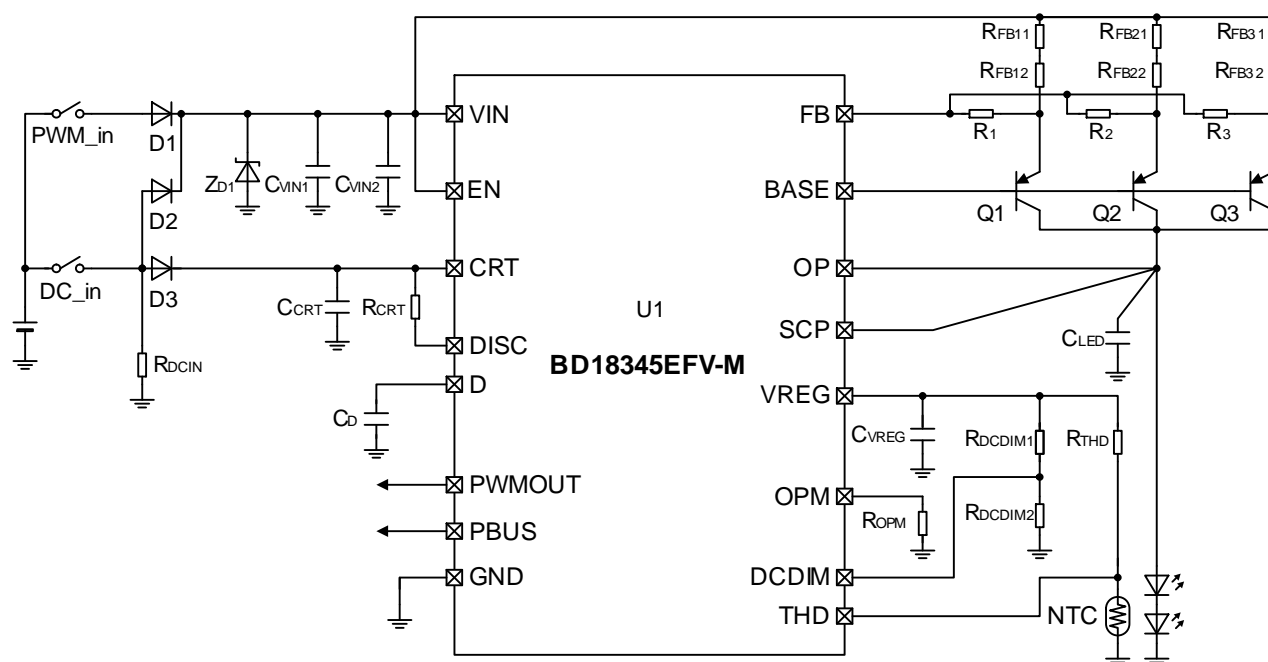 RFB11
RFB21
RFB31
RFB12
RFB22
RFB32
VIN
FB
PWM_in
D1
R1
R2
R3
ZD1
CVIN1
CVIN2
EN
BASE
D2
Q1
Q2
Q3
CRT
OP
DC_in
D3
CCRT
RCRT
U1
SCP
CLED
DISC
BD18345EFV-M
RDCIN
D
VREG
CD
CVREG
RDCDIM1
RTHD
PWMOUT
OPM
ROPM
RDCDIM2
PBUS
GND
DCDIM
THD
NTC